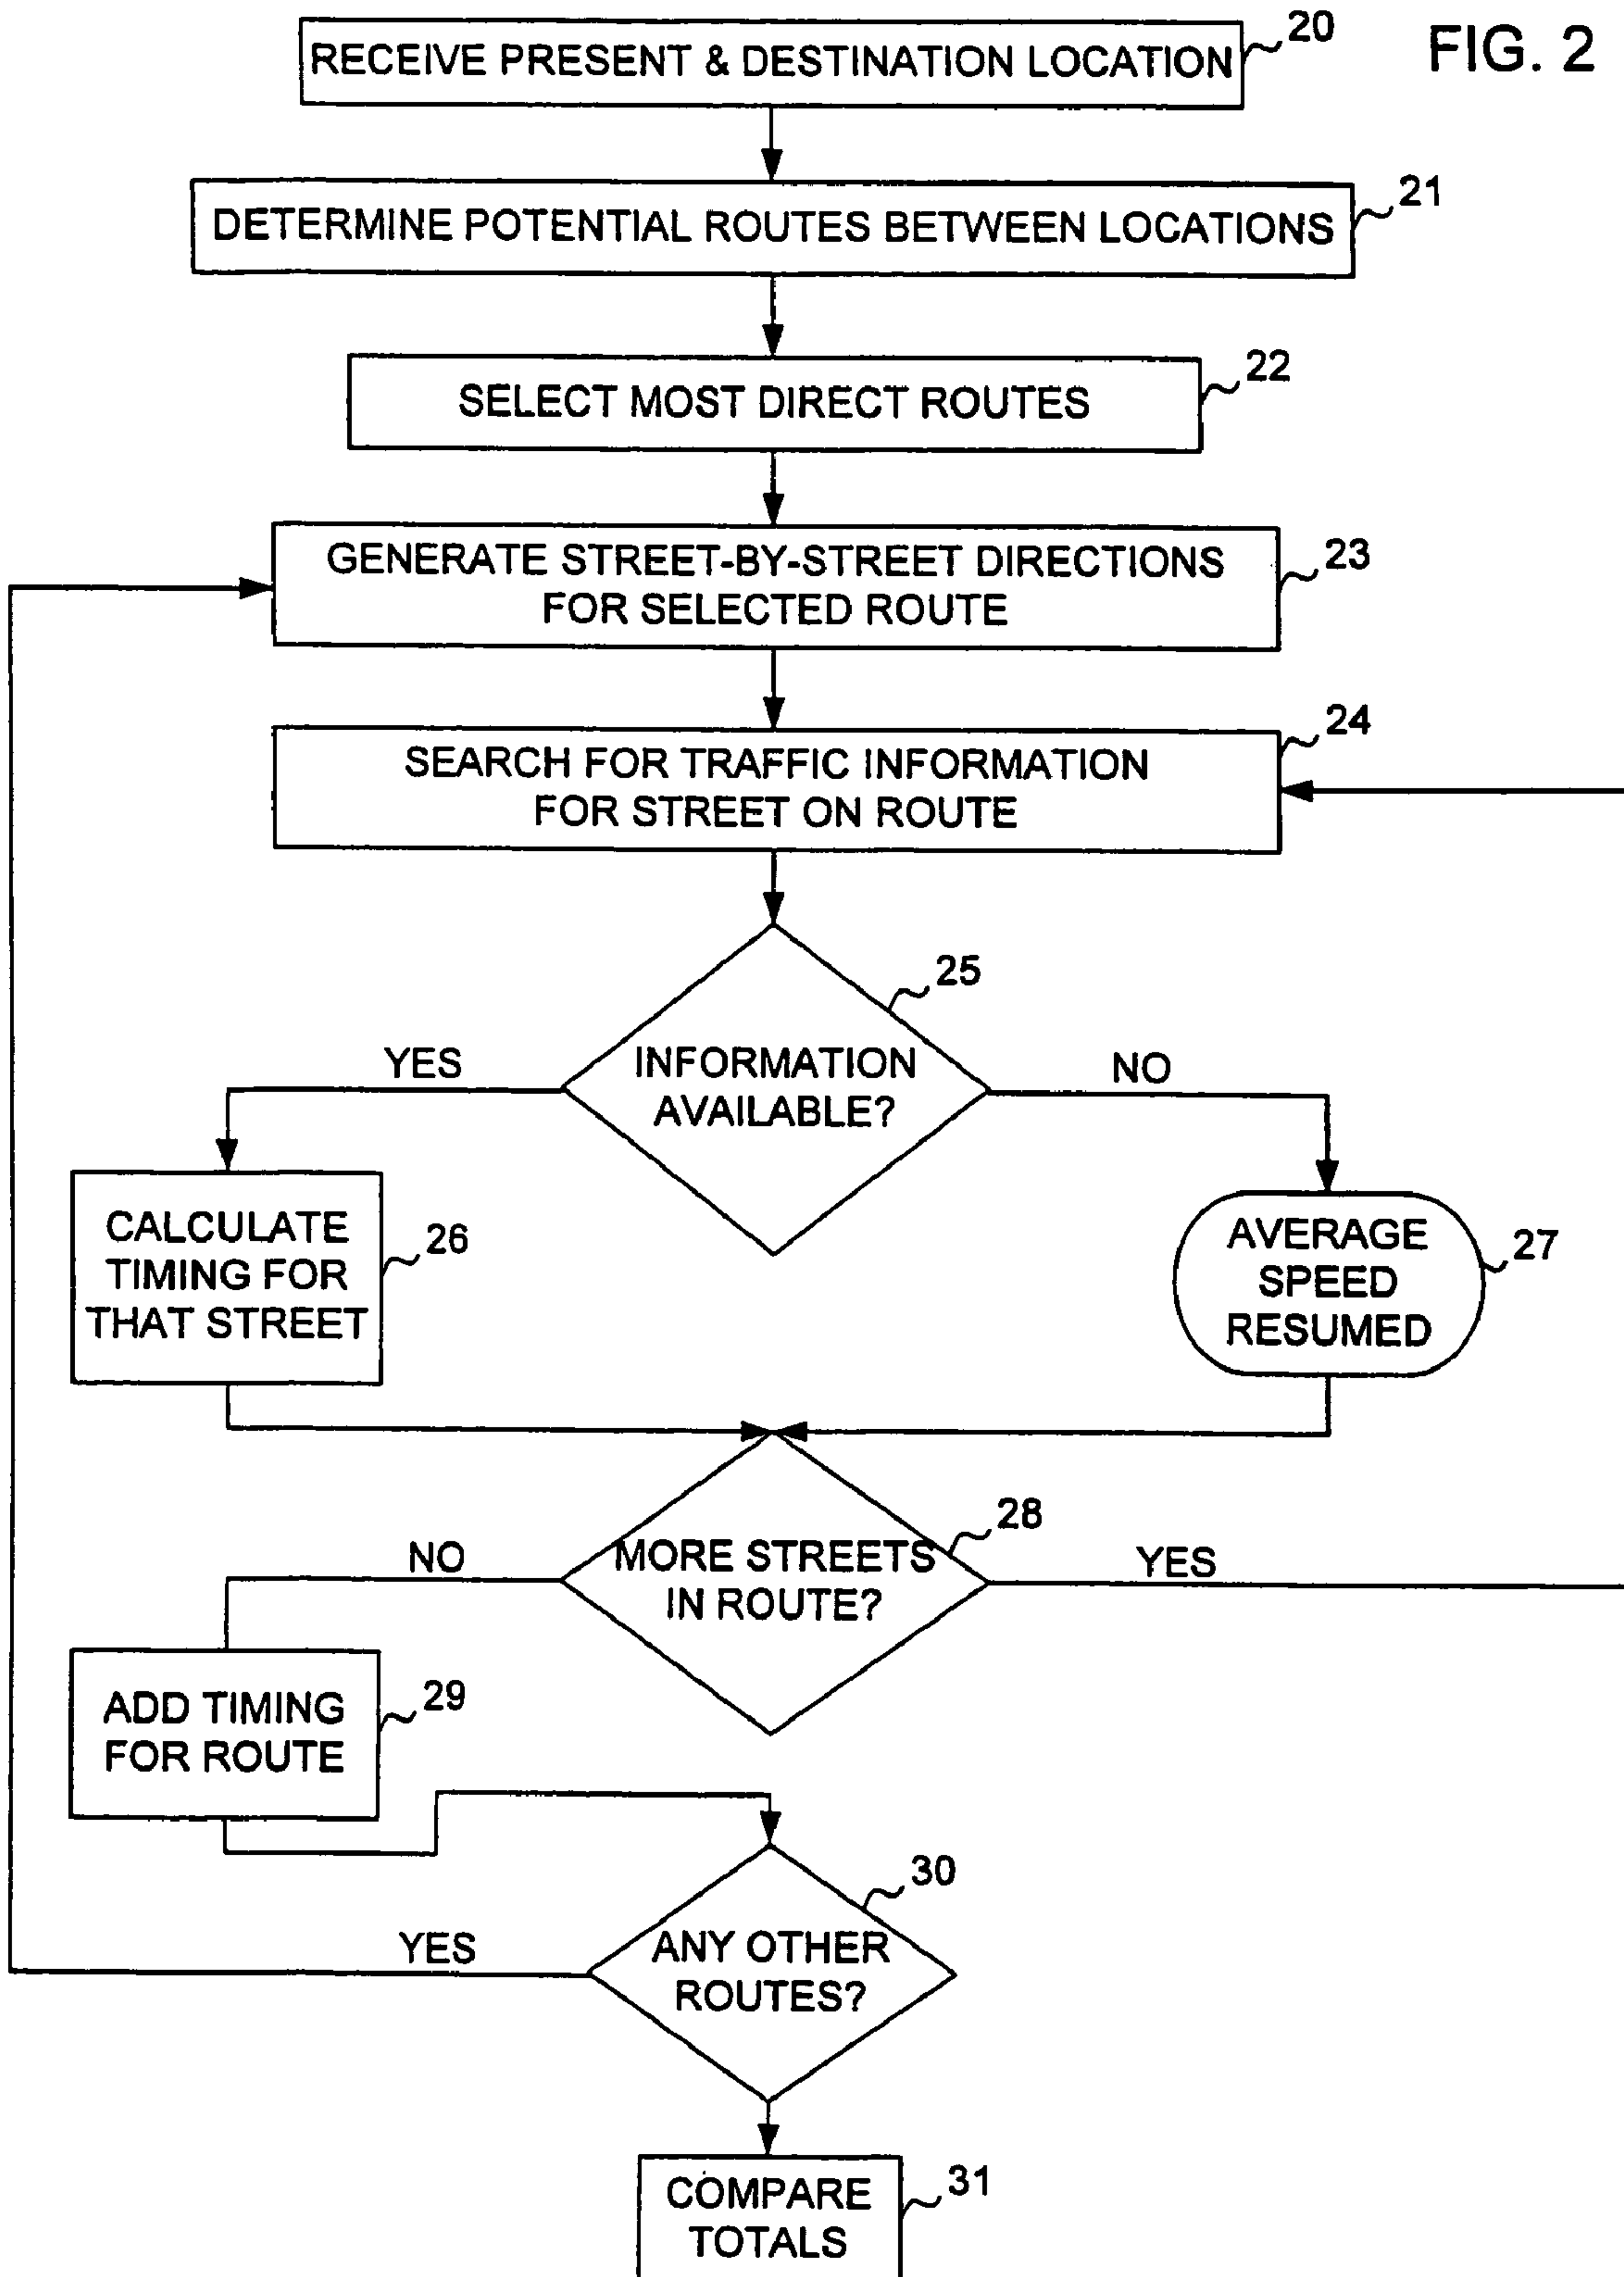 FIG. 2
RECEIVE PRESENT & DESTINATION LOCATION
20
DETERMINE POTENTIAL ROUTES BETWEEN LOCATIONS
21
SELECT MOST DIRECT ROUTES
22
GENERATE STREET-BY-STREET DIRECTIONS
FOR SELECTED ROUTE
23
SEARCH FOR TRAFFIC INFORMATION
FOR STREET ON ROUTE
24
INFORMATION
AVAILABLE?
25
YES
NO
CALCULATE
TIMING FOR
THAT STREET
26
AVERAGE
SPEED
RESUMED
27
MORE STREETS
IN ROUTE?
28
NO
YES
ADD TIMING
FOR ROUTE
29
ANY OTHER
ROUTES?
30
YES
COMPARE
TOTALS
31